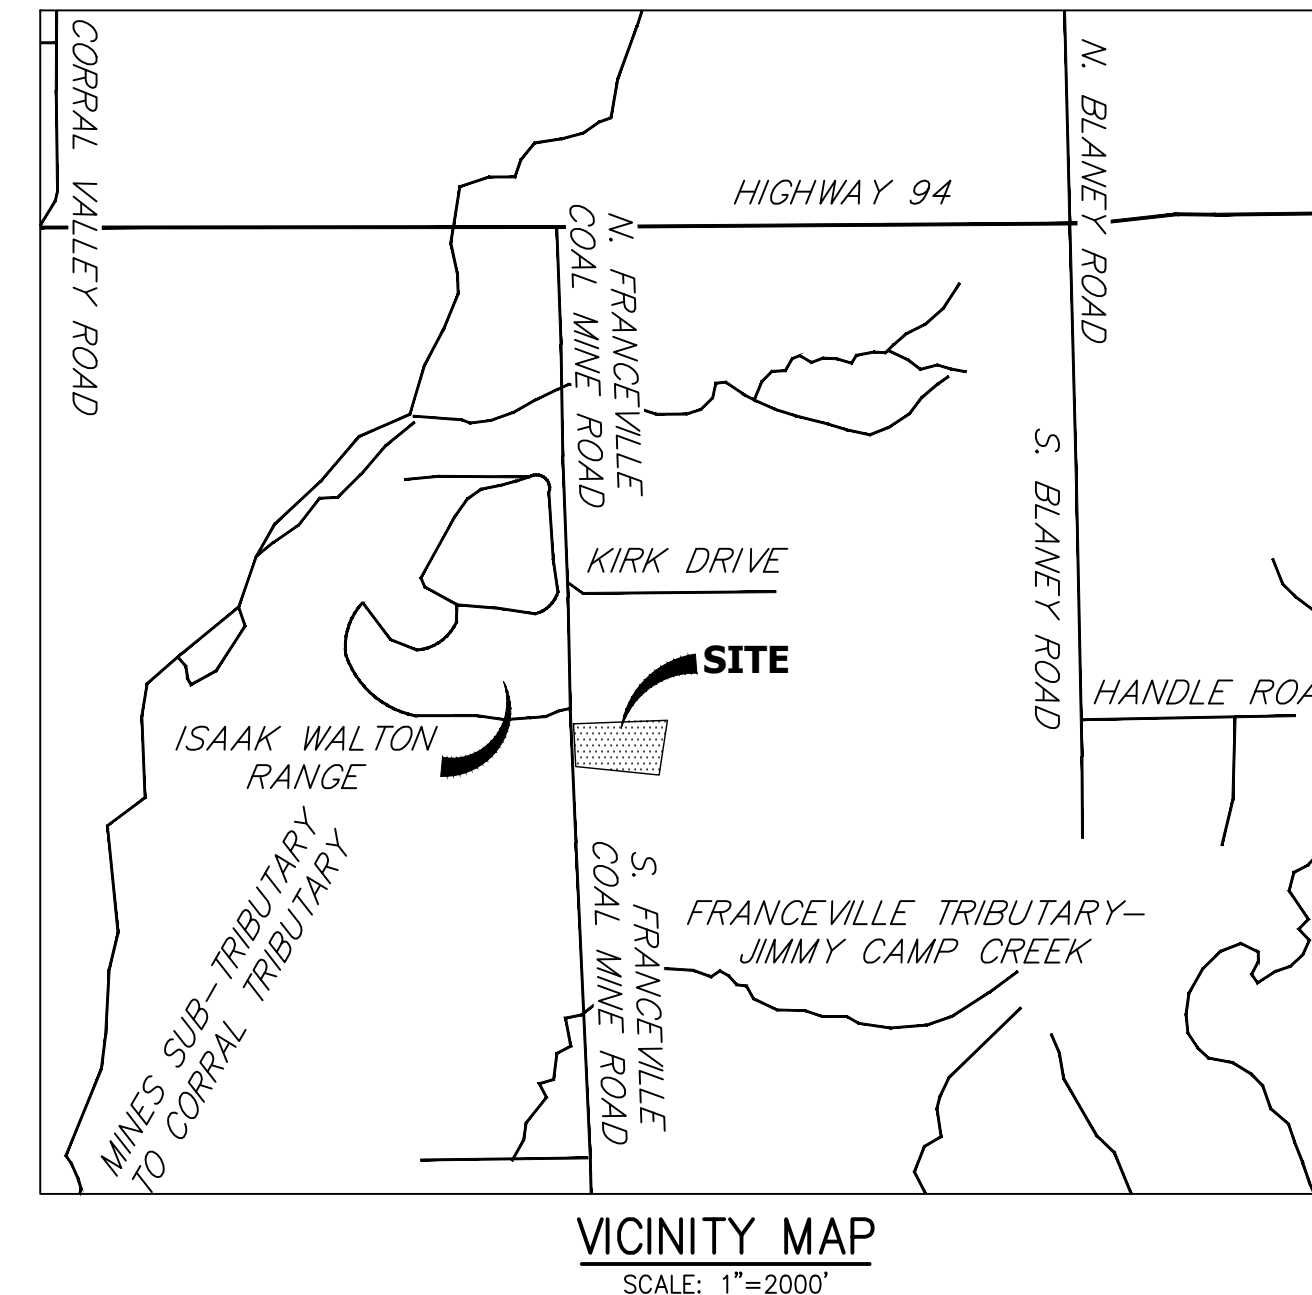 CORRAL VALLEY ROAD
N. BLANEY ROAD
HIGHWAY 94
N. FRANCEVILLE
COAL MINE ROAD
S. BLANEY ROAD
KIRK DRIVE
SITE
HANDLE ROA
ISAAK WALTON
RANGE
MINES SUB-TRIBUTARY
TO CORRAL TRIBUTARY
S. FRANCEVILLE
COAL MINE ROAD
FRANCEVILLE TRIBUTARY-
JIMMY CAMP CREEK
VICINITY MAP
SCALE: 1"=2000'